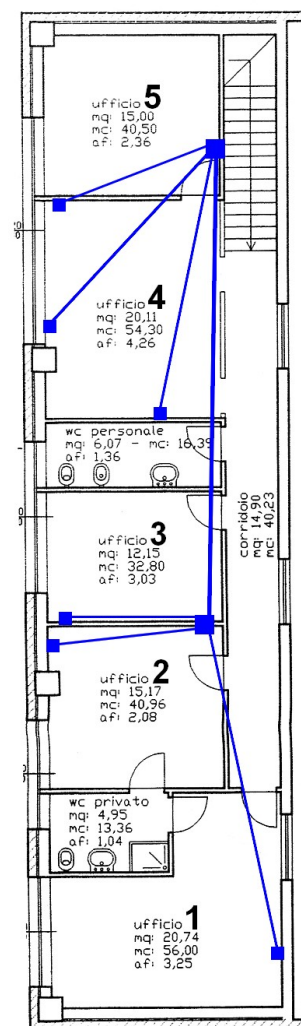 ufficio 5
mq: 15,00
mc: 40,50
af: 2,36
ufficio 4
mq: 20,11
mc: 54,30
af: 4,26
wc personale
mq: 6,07 - mc: 16,39
af: 1,36
corridoio
mq: 14,90
mc: 40,23
ufficio 3
mq: 12,15
mc: 32,80
af: 3,03
ufficio 2
mq: 15,17
mc: 40,96
af: 2,08
wc privato
mq: 4,95
mc: 13,36
af: 1,04
ufficio 1
mq: 20,74
mc: 56,00
af: 3,25